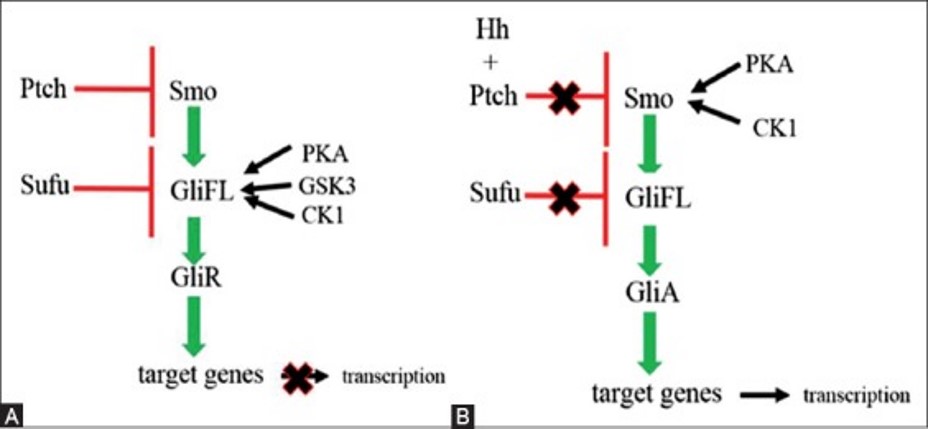 Ptch
Smo
PKA
Sufu
GliFL
GSK3
CK1
GliR
target genes
transcription
A
Hh
+
Ptch
Smo
PKA
CK1
Sufu
GliFL
GliA
target genes
transcription
B